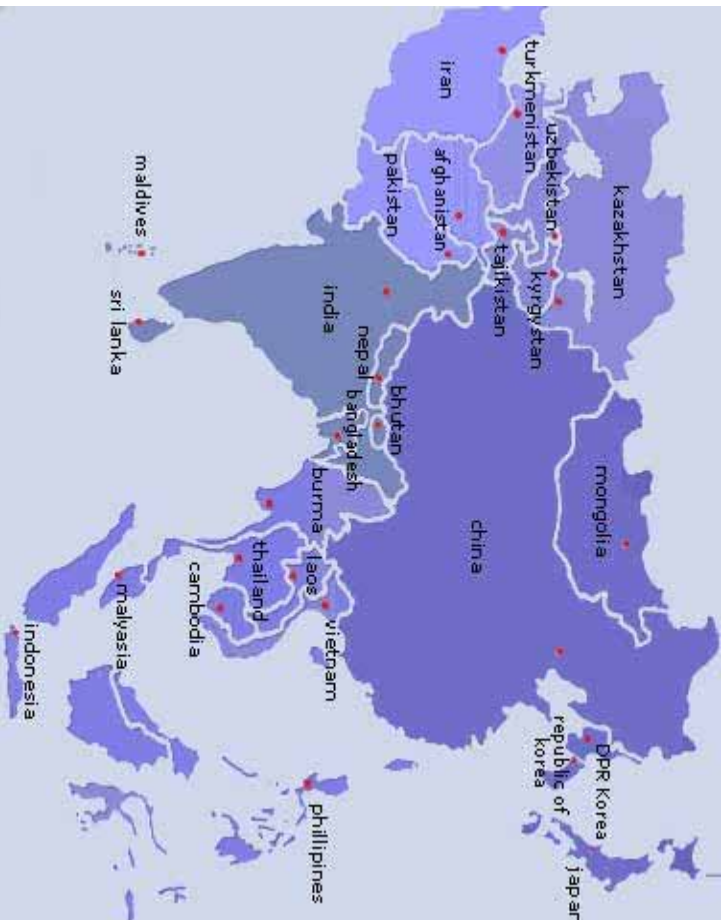 kazakhstan
uzbekistan
turkmenistan
iran
kyrgystan
tajikistan
afghanistan
pakistan
mongolia
china
india
nepal
bhutan
bangladesh
maldives
sri lanka
burma
laos
thailand
vietnam
cambodia
malyasia
indonesia
phillipines
DPR Korea
republic of
korea
japan